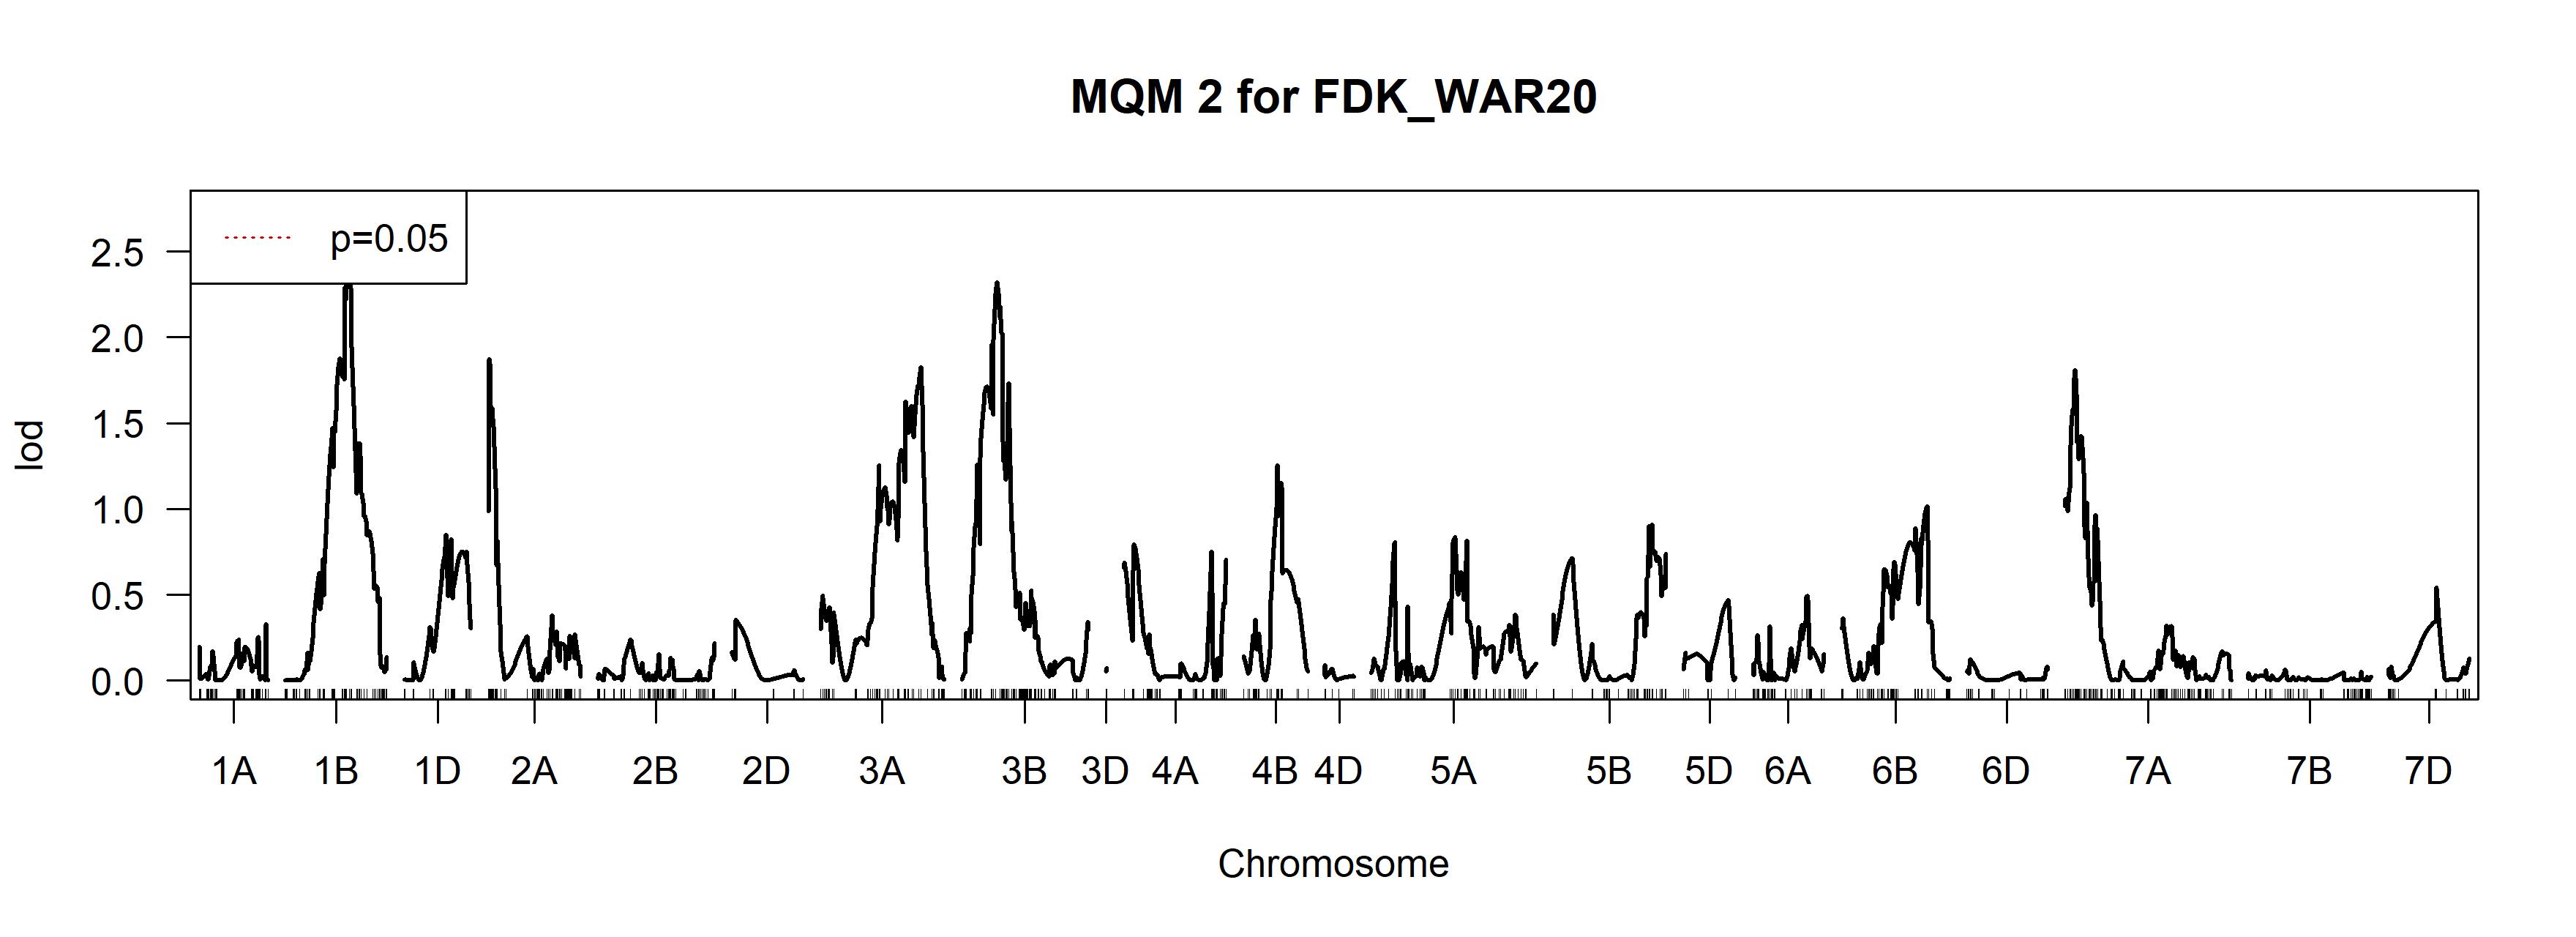 MQM 2 for FDK_WAR20
p=0.05
2.5
2.0
1.5
1.0
0.5
0.0
lod
1A 1B 1D 2A 2B 2D 3A 3B 3D 4A 4B 4D 5A 5B 5D 6A 6B 6D 7A 7B 7D
Chromosome